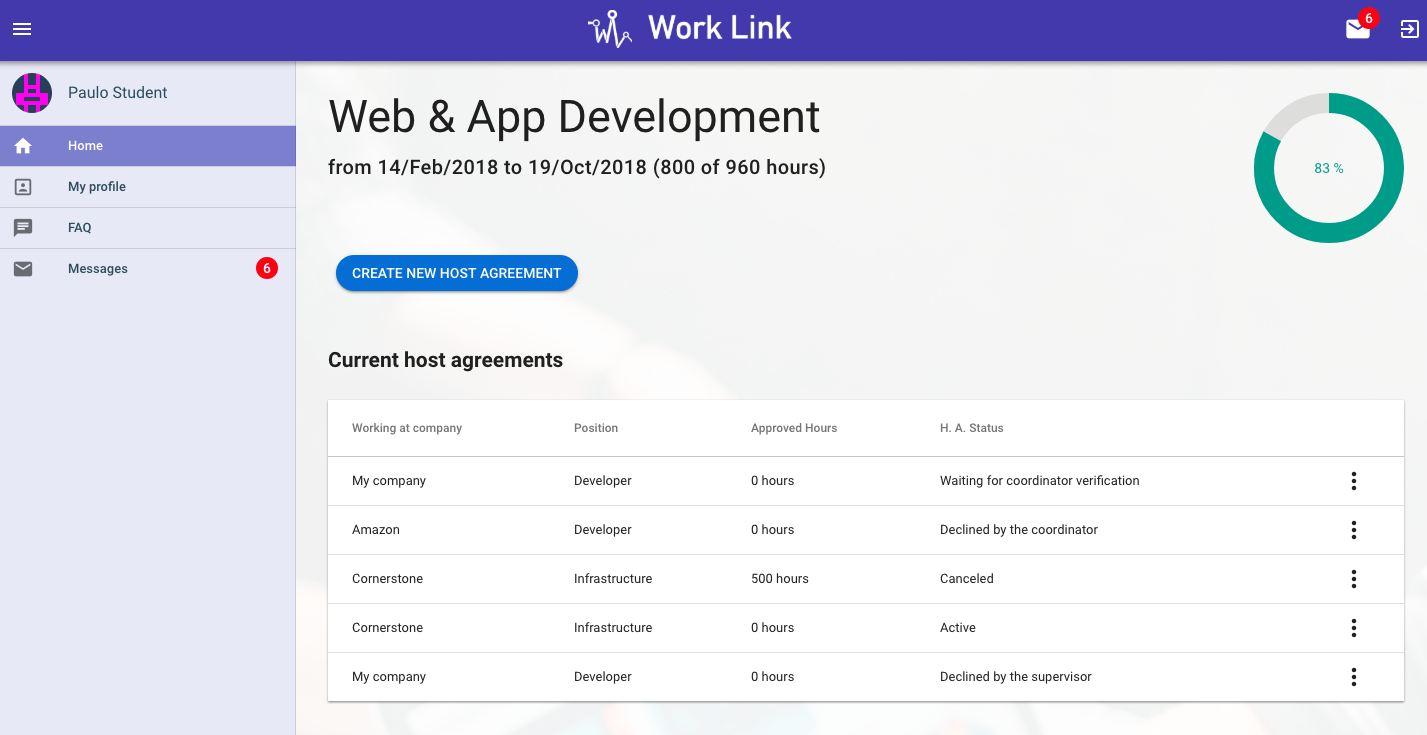 Work Link
6
Paulo Student
Home
My profile
FAQ
Messages 6
Web & App Development
from 14/Feb/2018 to 19/Oct/2018 (800 of 960 hours)
83 %
CREATE NEW HOST AGREEMENT
Current host agreements
Working at company Position Approved Hours H. A. Status
My company Developer 0 hours Waiting for coordinator verification
Amazon Developer 0 hours Declined by the coordinator
Cornerstone Infrastructure 500 hours Canceled
Cornerstone Infrastructure 0 hours Active
My company Developer 0 hours Declined by the supervisor